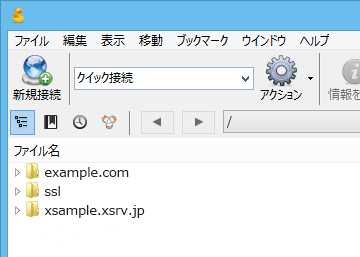 ファイル 編集 表示 移動 ブックマーク ウインドウ ヘルプ
新規接続 クイック接続 アクション 情報を
/
ファイル名
example.com
ssl
xsample.xsrv.jp